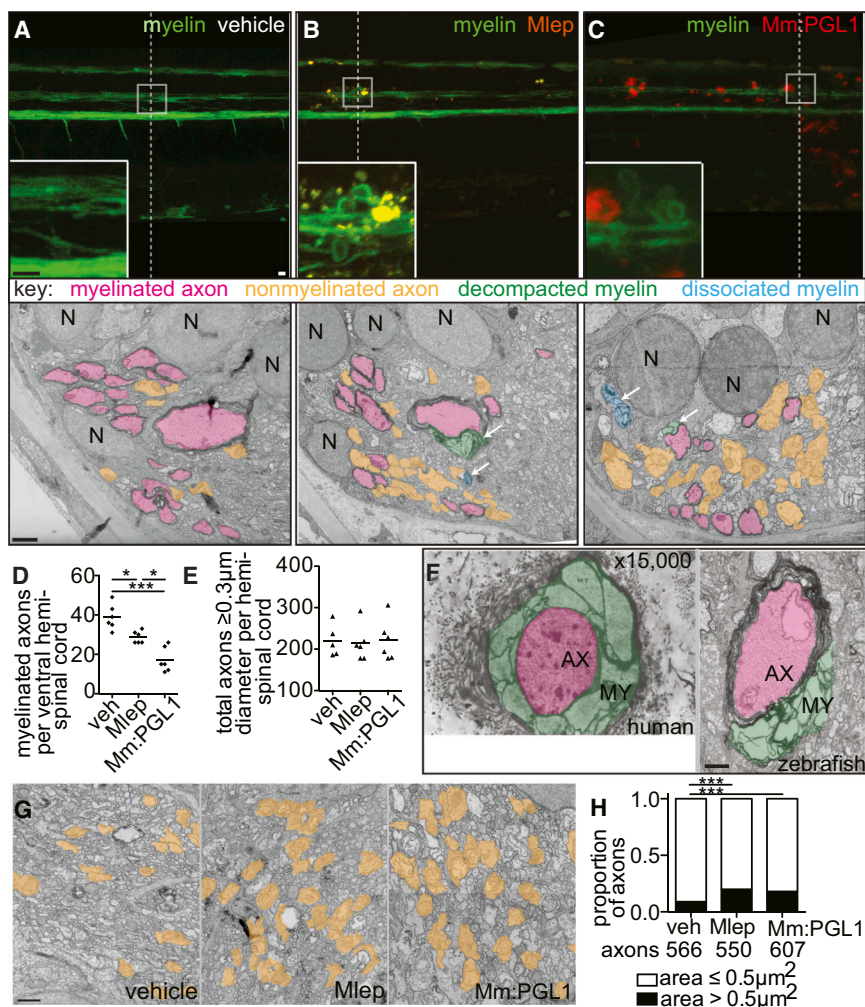 A myelin vehicle
B myelin Mlep
C myelin Mm:PGL1
key: myelinated axon nonmyelinated axon decompacted myelin dissociated myelin
N N N N
N N N
N N N
D
myelinated axons
per ventral hemi-
spinal cord
60
40
20
0
* *
***
veh
Mlep
Mm:PGL1
E
total axons ≥0.3µm
diameter per hemi-
spinal cord
400
300
200
100
veh
Mlep
Mm:PGL1
F
x15,000
MY
AX
MY
human
AX
MY
zebrafish
G
vehicle
Mlep
Mm:PGL1
H
***
***
proportion
of axons
1.0
0.5
0
veh Mlep Mm:PGL1
axons 566 550 607
area ≤ 0.5µm²
area > 0.5µm²